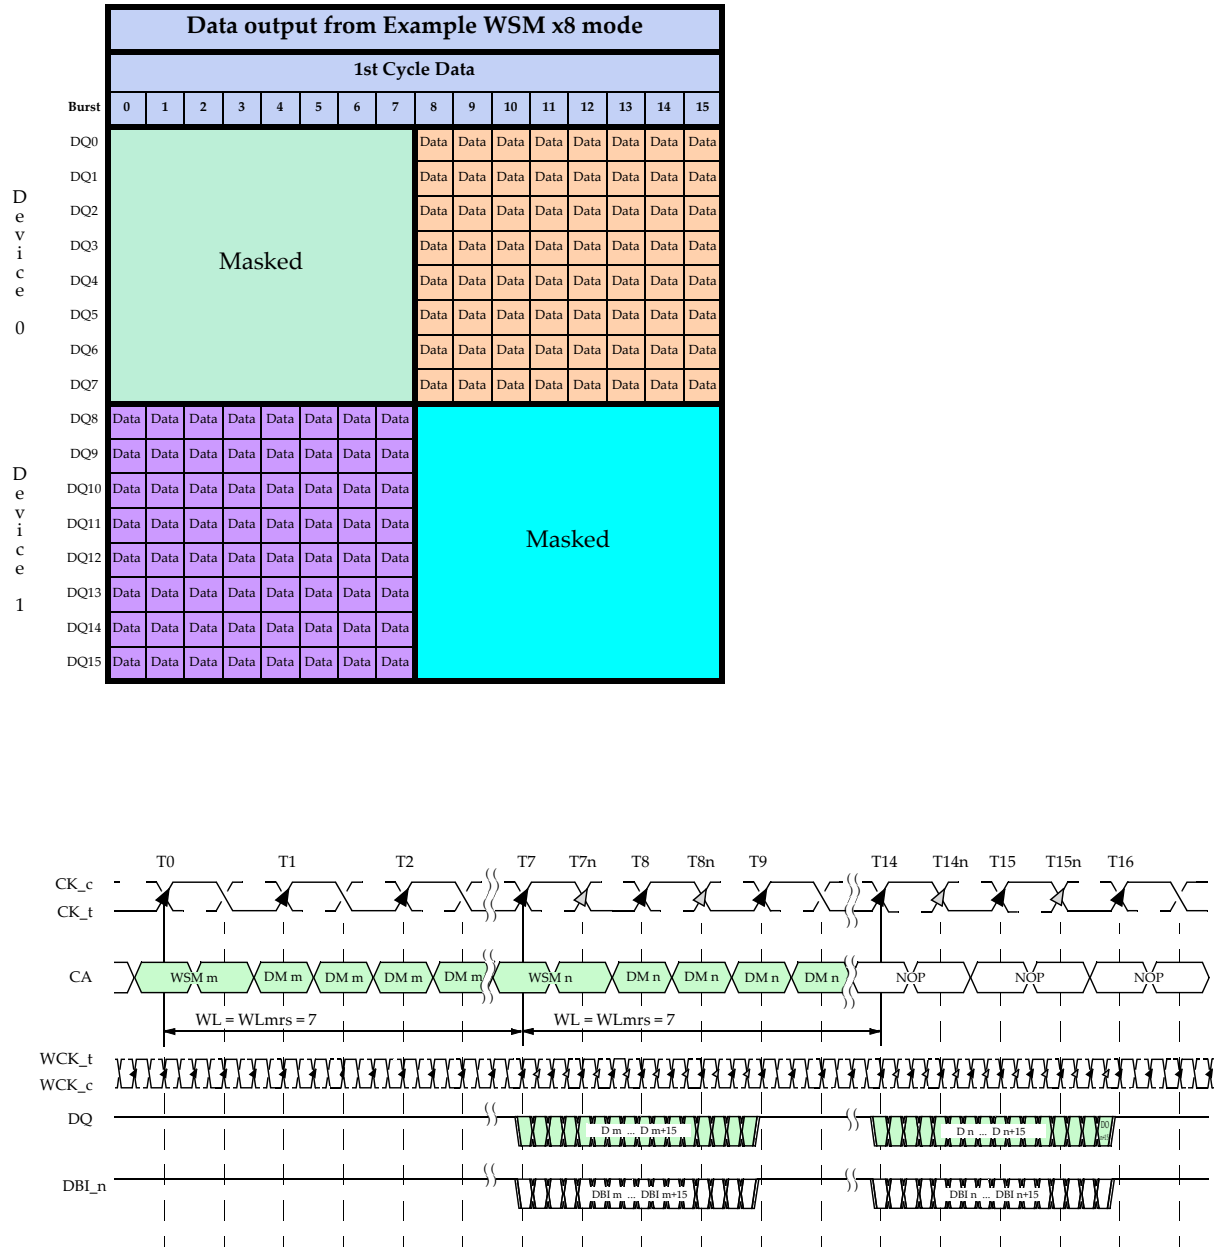 Data output from Example WSM x8 mode
1st Cycle Data
Burst 0 1 2 3 4 5 6 7 8 9 10 11 12 13 14 15
DQ0 Data Data Data Data Data Data Data Data
DQ1 Data Data Data Data Data Data Data Data
DQ2 Data Data Data Data Data Data Data Data
DQ3 Data Data Data Data Data Data Data Data
Device 0
Masked
DQ4 Data Data Data Data Data Data Data Data
DQ5 Data Data Data Data Data Data Data Data
DQ6 Data Data Data Data Data Data Data Data
DQ7 Data Data Data Data Data Data Data Data
DQ8 Data Data Data Data Data Data Data Data
DQ9 Data Data Data Data Data Data Data Data
DQ10 Data Data Data Data Data Data Data Data
DQ11 Data Data Data Data Data Data Data Data
Device 1
Masked
DQ12 Data Data Data Data Data Data Data Data
DQ13 Data Data Data Data Data Data Data Data
DQ14 Data Data Data Data Data Data Data Data
DQ15 Data Data Data Data Data Data Data Data
T0 T1 T2 T7 T7n T8 T8n T9 T14 T14n T15 T15n T16
CK_c
CK_t
CA WSM m DM m DM m DM m DM m WSM n DM n DM n DM n DM n NOP NOP NOP
WL = WLmrs = 7 WL = WLmrs = 7
WCK_t
WCK_c
DQ D m ... D m+15 D n ... D n+15
DBI_n DBI m ... DBI m+15 DBI n ... DBI n+15